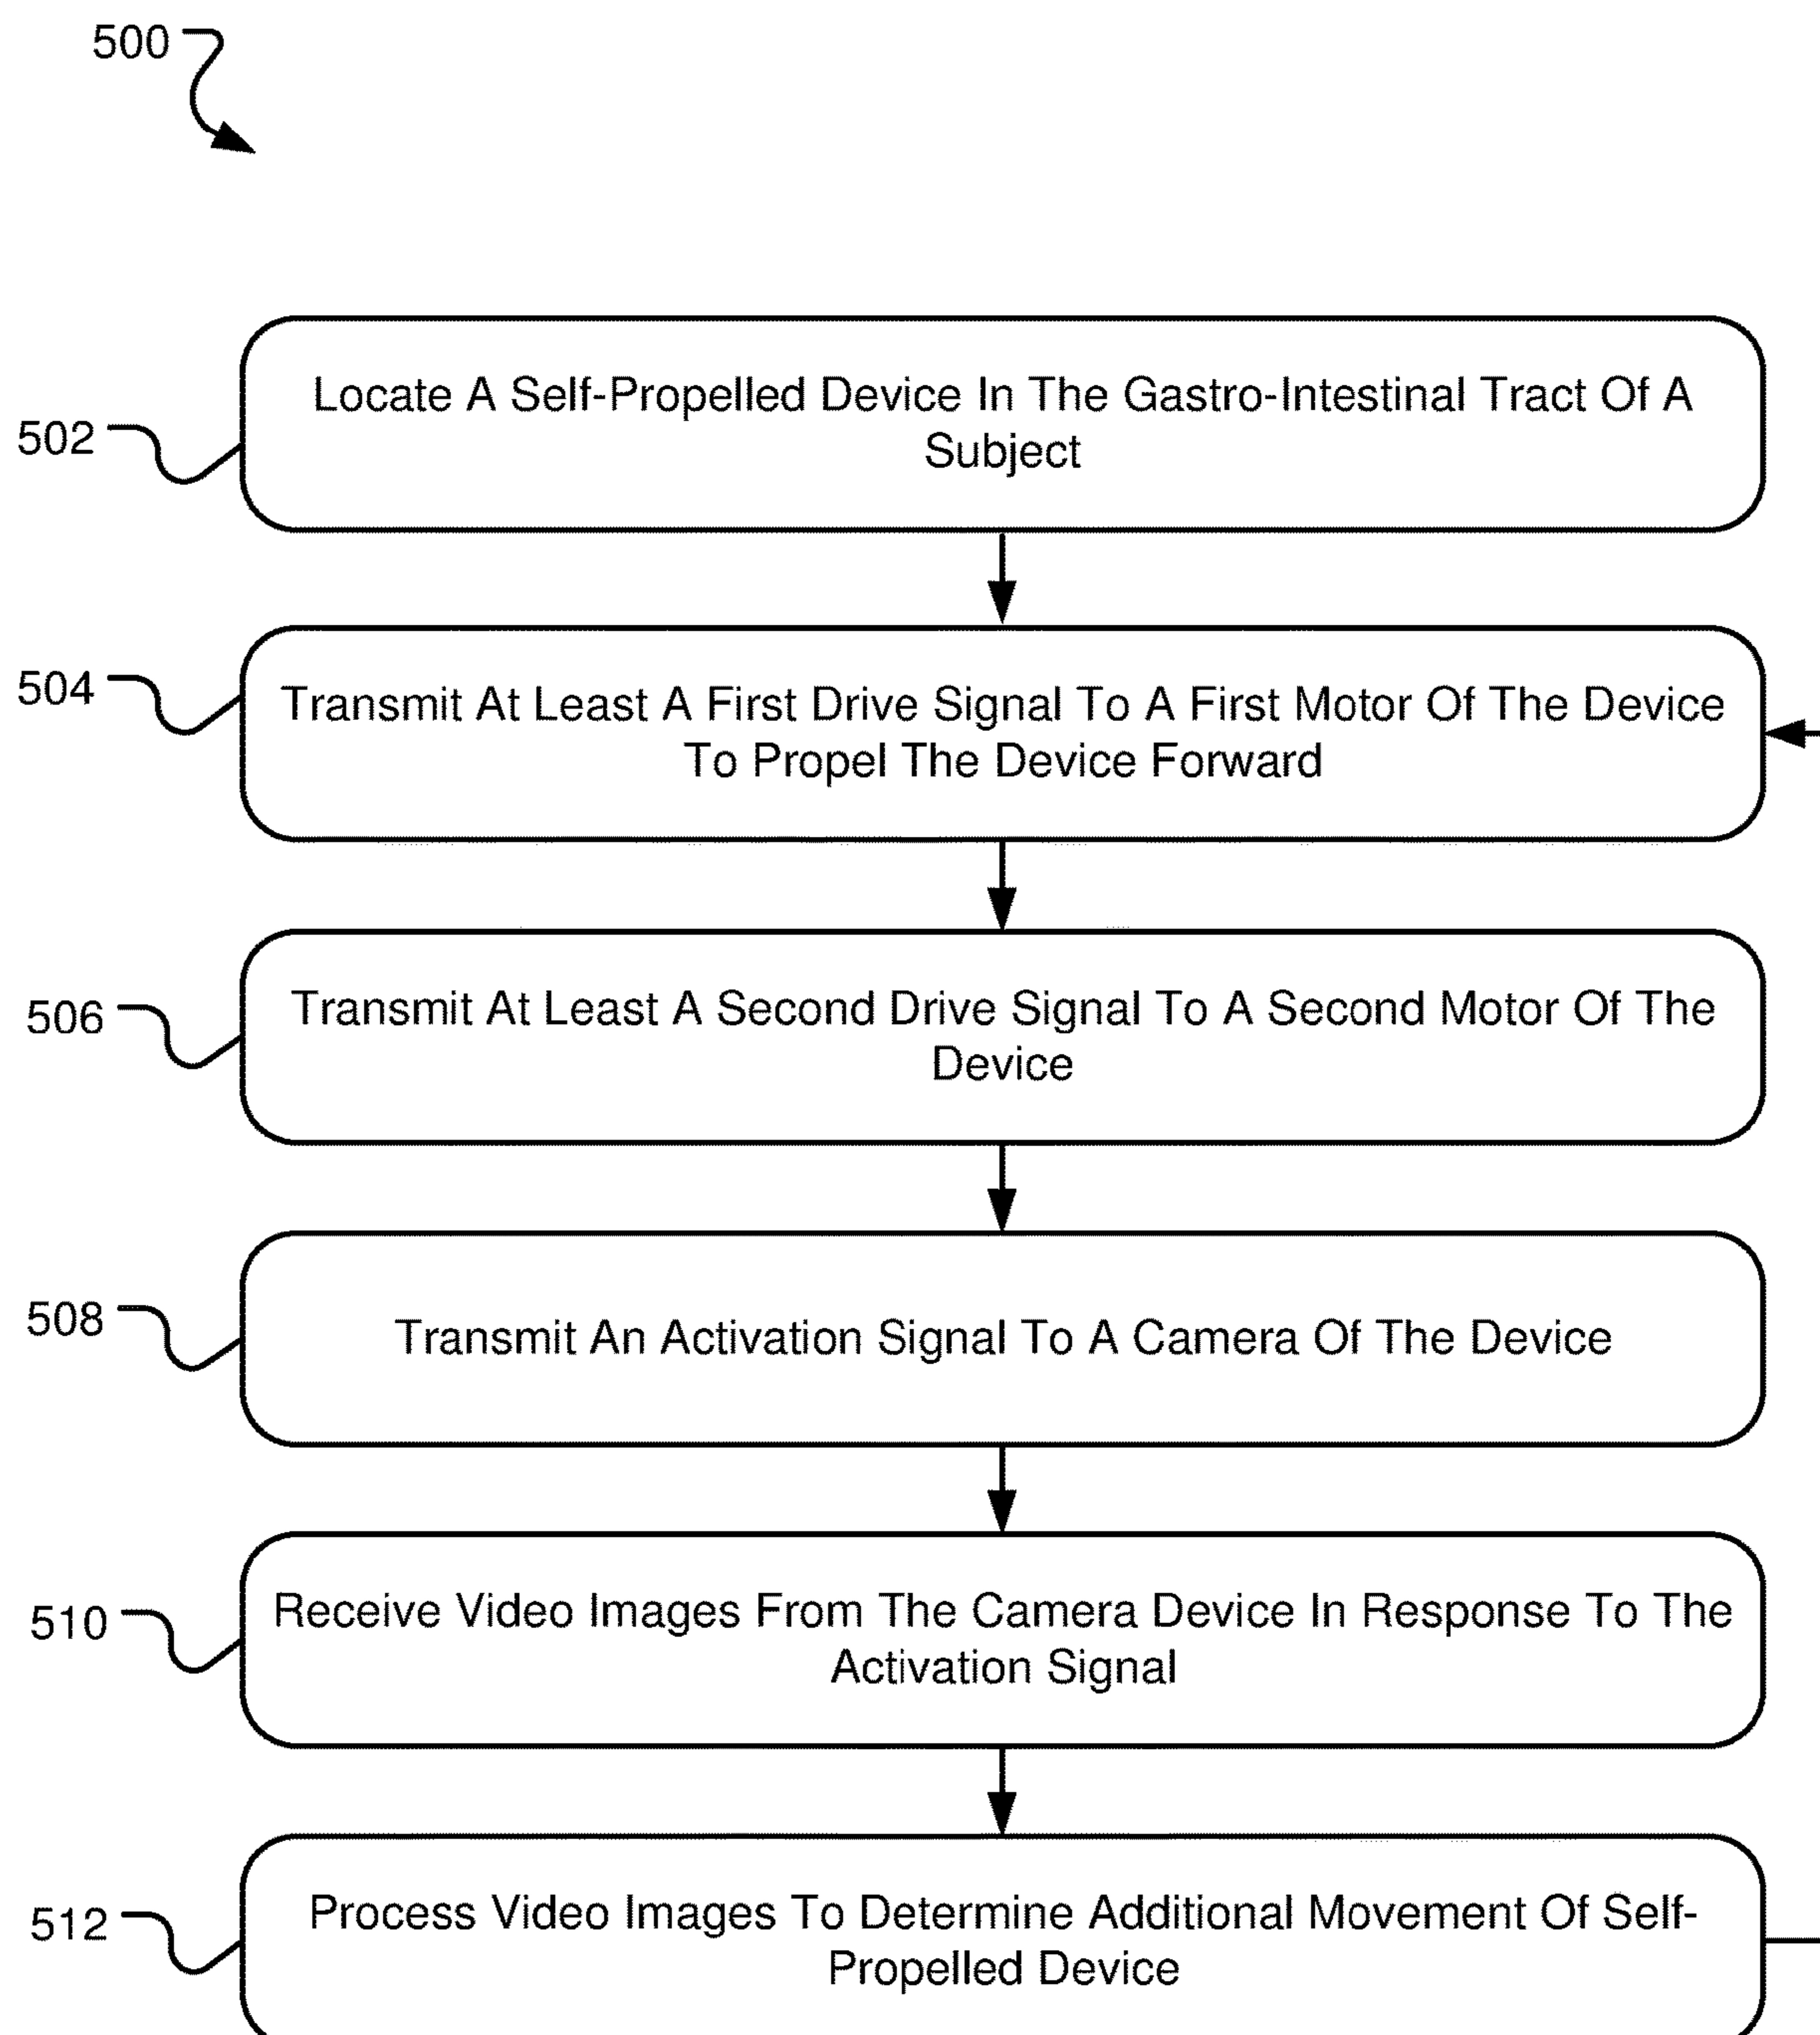 500
502
Locate A Self-Propelled Device In The Gastro-Intestinal Tract Of A
Subject
504
Transmit At Least A First Drive Signal To A First Motor Of The Device
To Propel The Device Forward
506
Transmit At Least A Second Drive Signal To A Second Motor Of The
Device
508
Transmit An Activation Signal To A Camera Of The Device
510
Receive Video Images From The Camera Device In Response To The
Activation Signal
512
Process Video Images To Determine Additional Movement Of Self-
Propelled Device